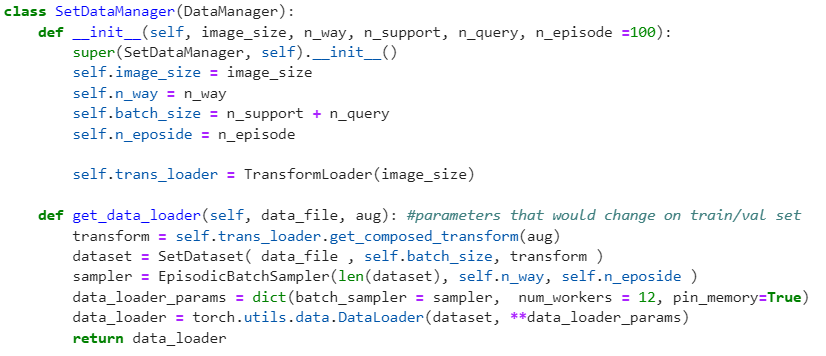 class SetDataManager(DataManager):
    def __init__(self, image_size, n_way, n_support, n_query, n_episode =100):
        super(SetDataManager, self).__init__()
        self.image_size = image_size
        self.n_way = n_way
        self.batch_size = n_support + n_query
        self.n_eposide = n_episode

        self.trans_loader = TransformLoader(image_size)

    def get_data_loader(self, data_file, aug): #parameters that would change on train/val set
        transform = self.trans_loader.get_composed_transform(aug)
        dataset = SetDataset( data_file , self.batch_size, transform )
        sampler = EpisodicBatchSampler(len(dataset), self.n_way, self.n_eposide )
        data_loader_params = dict(batch_sampler = sampler,  num_workers = 12, pin_memory=True)
        data_loader = torch.utils.data.DataLoader(dataset, **data_loader_params)
        return data_loader